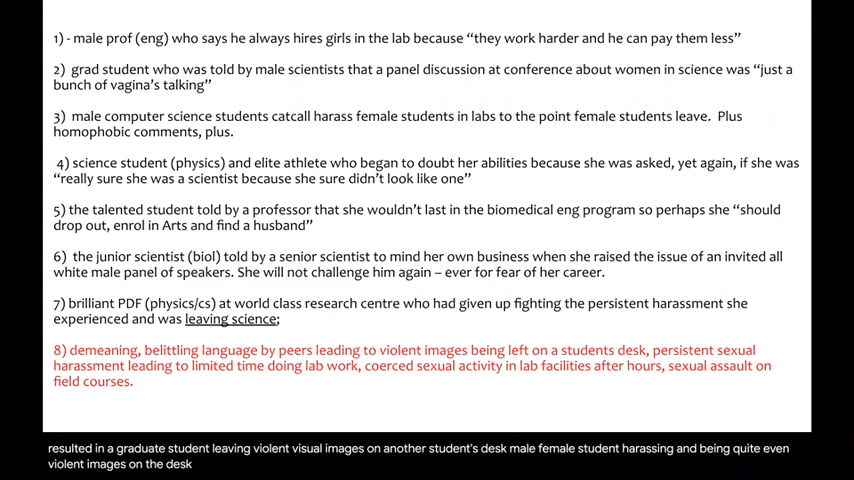 1) - male prof (eng) who says he always hires girls in the lab because “they work harder and he can pay them less”
2) grad student who was told by male scientists that a panel discussion at conference about women in science was “just a
bunch of vagina’s talking”
3) male computer science students catcall harass female students in labs to the point female students leave. Plus
homophobic comments, plus.
4) science student (physics) and elite athlete who began to doubt her abilities because she was asked, yet again, if she was
“really sure she was a scientist because she sure didn’t look like one”
5) the talented student told by a professor that she wouldn’t last in the biomedical eng program so perhaps she “should
drop out, enrol in Arts and find a husband”
6) the junior scientist (biol) told by a senior scientist to mind her own business when she raised the issue of an invited all
white male panel of speakers. She will not challenge him again – ever for fear of her career.
7) brilliant PDF (physics/cs) at world class research centre who had given up fighting the persistent harassment she
experienced and was leaving science;
8) demeaning, belittling language by peers leading to violent images being left on a students desk, persistent sexual
harassment leading to limited time doing lab work, coerced sexual activity in lab facilities after hours, sexual assault on
field courses.
resulted in a graduate student leaving violent visual images on another student's desk male female student harassing and being quite even
violent images on the desk